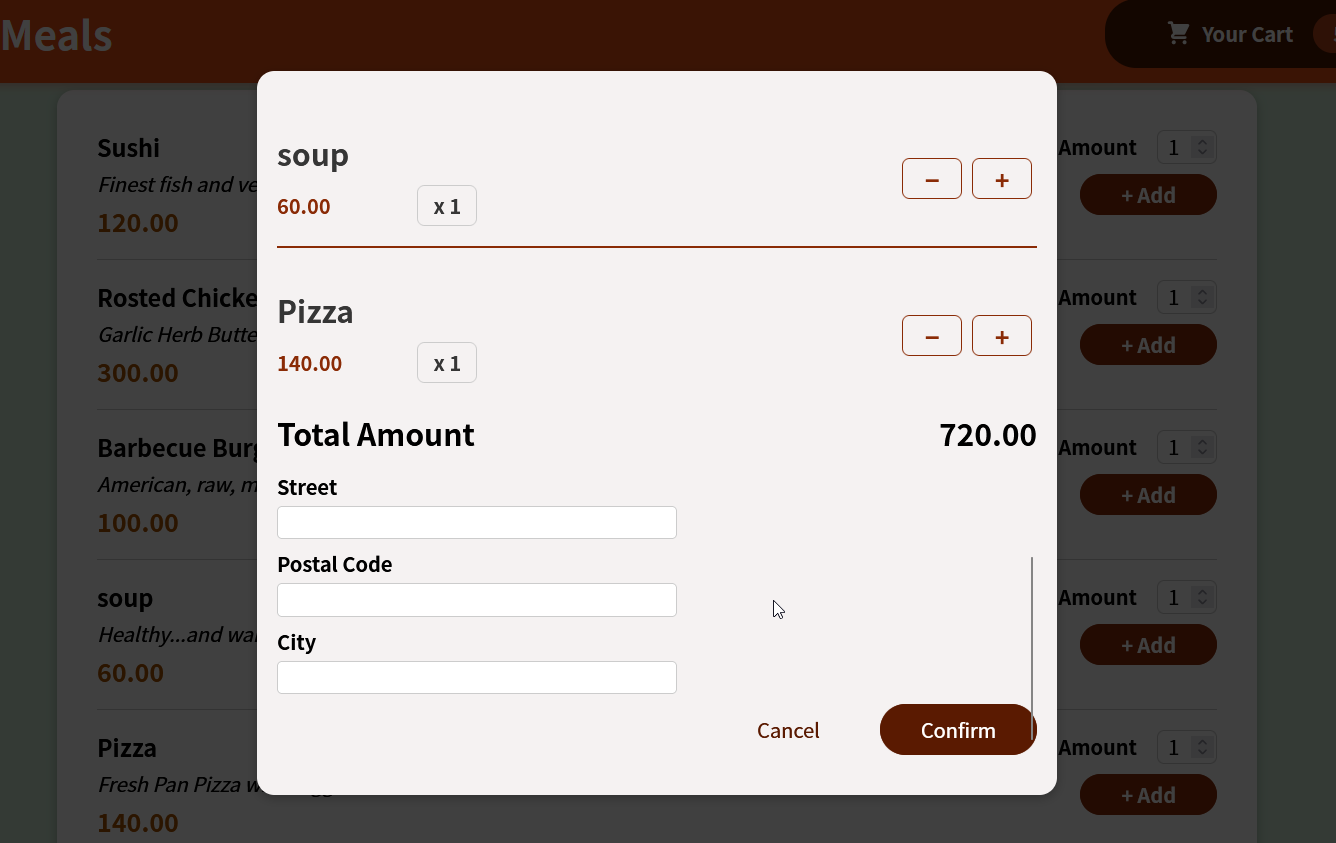 Meals
Your Cart
Sushi
Finest fish and ve
120.00
Amount 1
+ Add
Rosted Chicke
Garlic Herb Butte
300.00
Amount 1
+ Add
Barbecue Burg
American, raw, m
100.00
Amount 1
+ Add
soup
Healthy...and wa
60.00
Amount 1
+ Add
Pizza
Fresh Pan Pizza w
140.00
Amount 1
+ Add
soup
60.00 x 1
− +
Pizza
140.00 x 1
− +
Total Amount 720.00
Street
Postal Code
City
Cancel Confirm